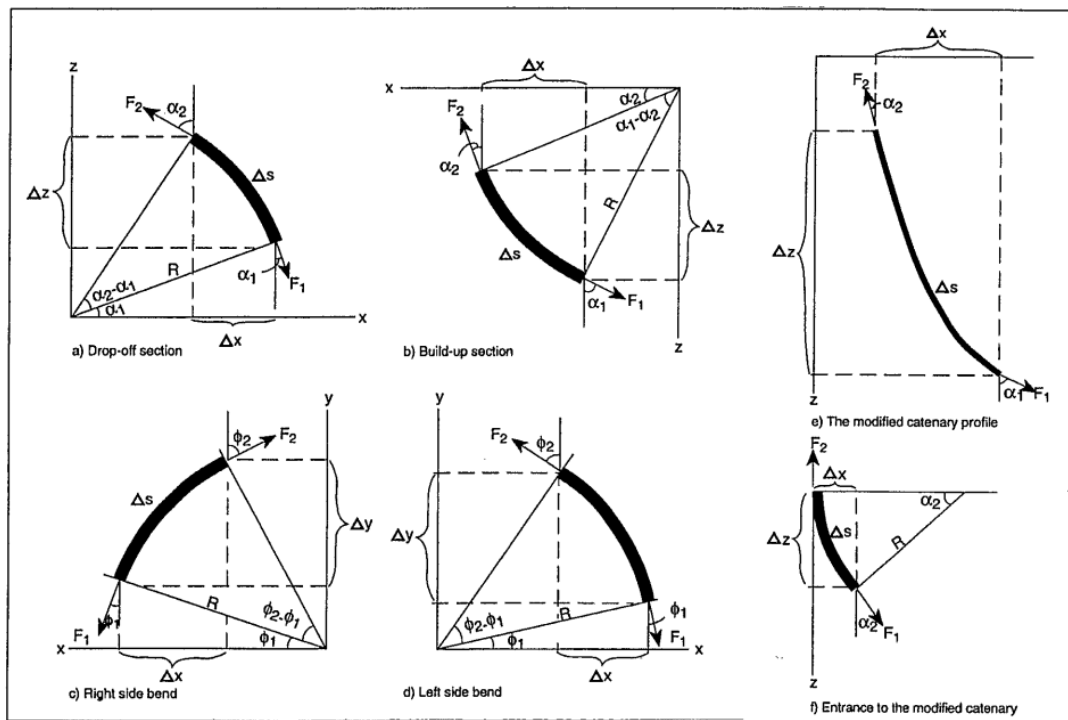 z
α₂
F₂
Δz
Δs
R
α₂-α₁
α₁
α₁
F₁
x
Δx
a) Drop-off section
Δx
x
F₂
α₂
α₁-α₂
α₂
R
Δz
Δs
α₁
F₁
z
b) Build-up section
Δx
F₂
α₂
Δz
Δs
z
α₁
F₁
e) The modified catenary profile
y
ϕ₂
F₂
Δs
Δy
R
ϕ₂-ϕ₁
ϕ₁
F₁
ϕ₁
x
Δx
c) Right side bend
y
F₂
ϕ₂
Δs
Δy
R
ϕ₂-ϕ₁
ϕ₁
ϕ₁
F₁
x
Δx
d) Left side bend
F₂
Δx
α₂
Δz
Δs
R
α₂
F₁
z
f) Entrance to the modified catenary